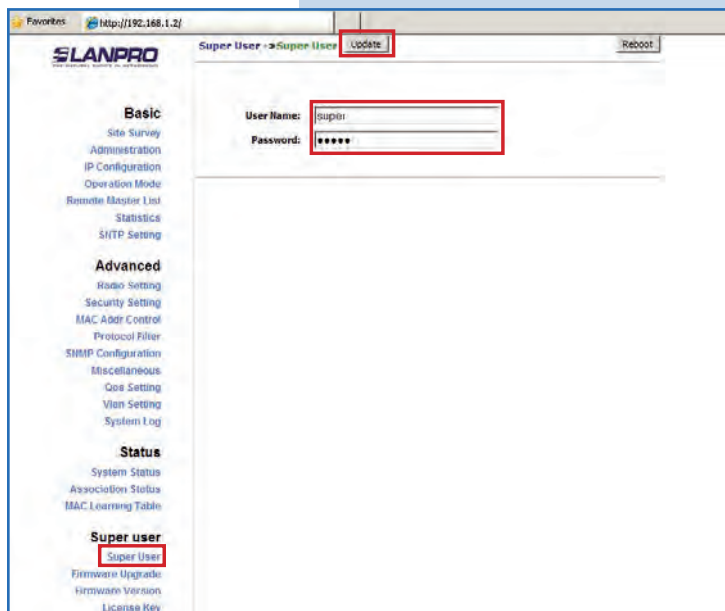 Favorites http://192.168.1.2/
SLANPRO
Super User ->Super User Update Reboot
User Name: super
Password: •••••
Basic
Site Survey
Administration
IP Configuration
Operation Mode
Remote Master List
Statistics
SNTP Setting
Advanced
Radio Setting
Security Setting
MAC Addr Control
Protocol Filter
SNMP Configuration
Miscellaneous
Qos Setting
Vlan Setting
System Log
Status
System Status
Association Status
MAC Learning Table
Super user
Super User
Firmware Upgrade
Firmware Version
License Key